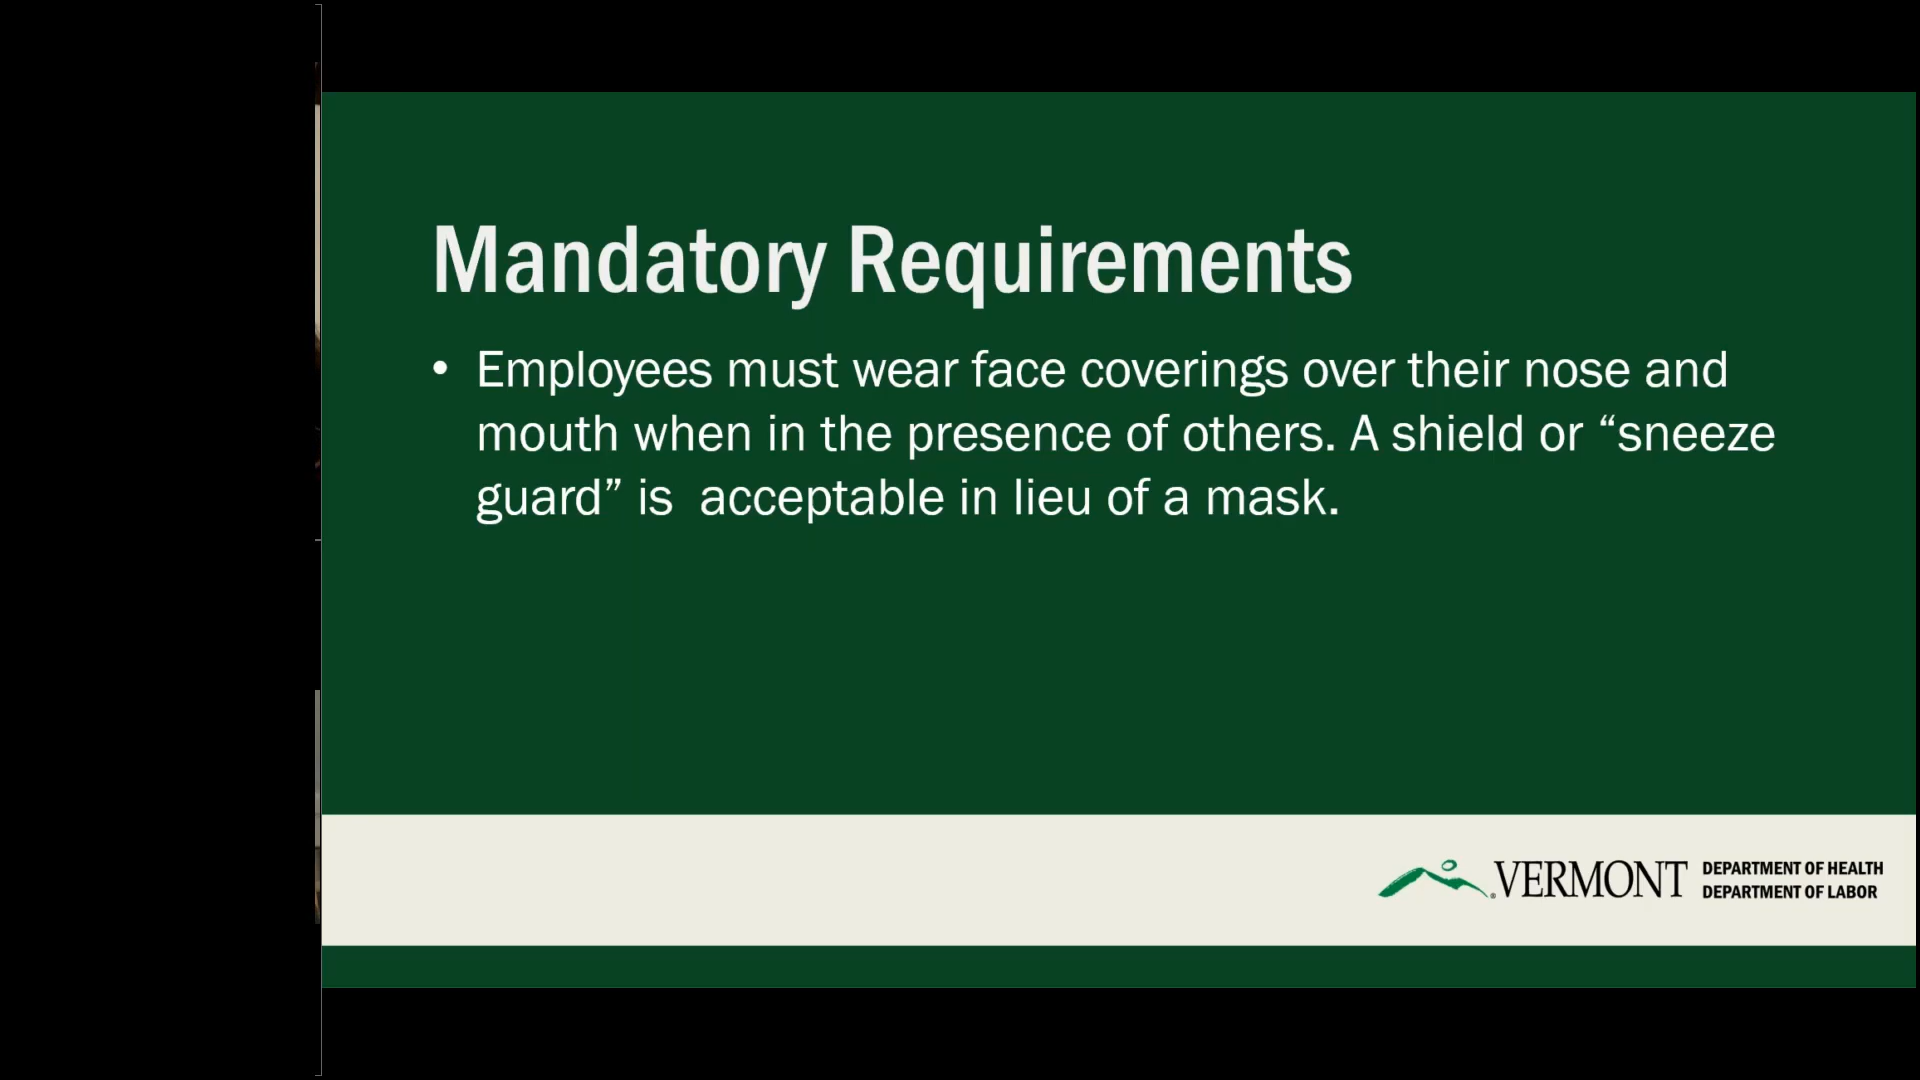 Mandatory Requirements
• Employees must wear face coverings over their nose and
mouth when in the presence of others. A shield or “sneeze
guard” is  acceptable in lieu of a mask.
VERMONT
DEPARTMENT OF HEALTH
DEPARTMENT OF LABOR